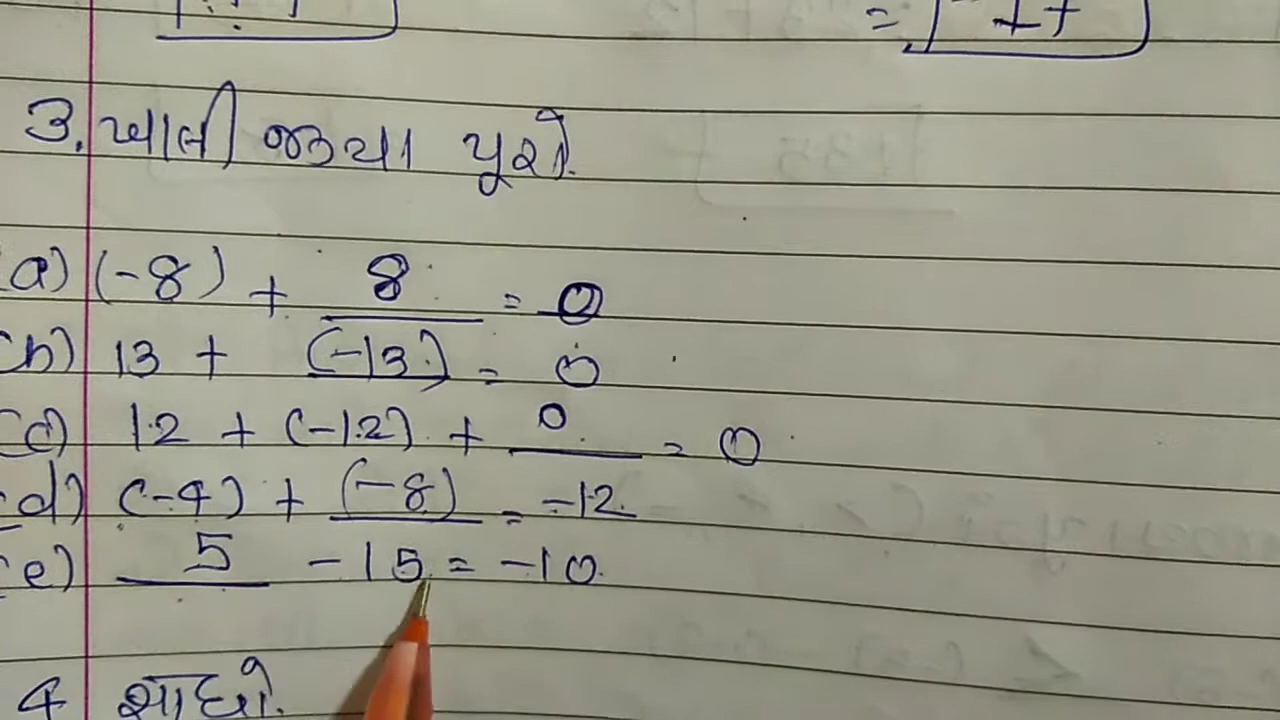 = -17
3. ખાલી જગ્યા પૂરો.
(a) (-8) + 8 = 0
(b) 13 + (-13) = 0
(c) 12 + (-12) + 0 = 0
(d) (-4) + (-8) = -12
(e) 5 - 15 = -10
4 શોધો.